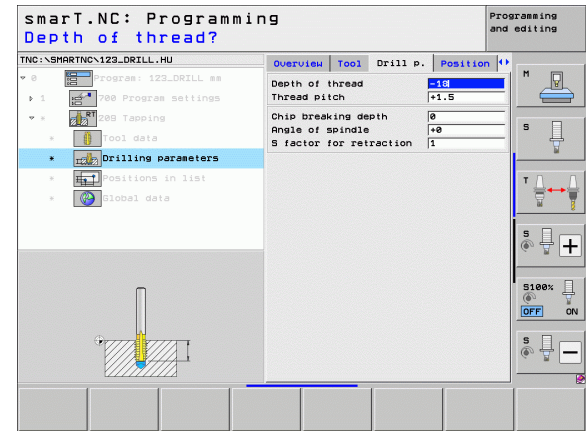 smarT.NC: Programming
Depth of thread?
Programming
and editing
TNC:\SMARTNC\123_DRILL.HU
Overview Tool Drill p. Position
0 Program: 123_DRILL mm
1 700 Program settings
* RT 209 Tapping
* Tool data
* Drilling parameters
* Positions in list
* Global data
Depth of thread -18
Thread pitch +1.5
Chip breaking depth 0
Angle of spindle +0
S factor for retraction 1
M
S
T
S +
S100%
OFF ON
S −